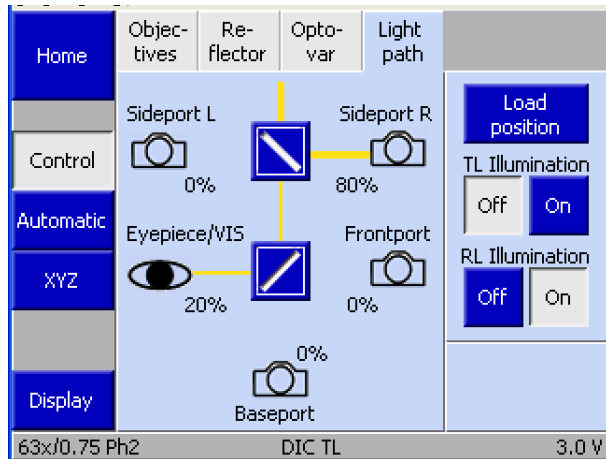 Home
Objec-
tives
Re-
flector
Opto-
var
Light
path
Control
Automatic
XYZ
Display
Sideport L
0%
Sideport R
80%
Eyepiece/VIS
20%
Frontport
0%
0%
Baseport
Load
position
TL Illumination
Off
On
RL Illumination
Off
On
63x/0.75 Ph2
DIC TL
3.0 V